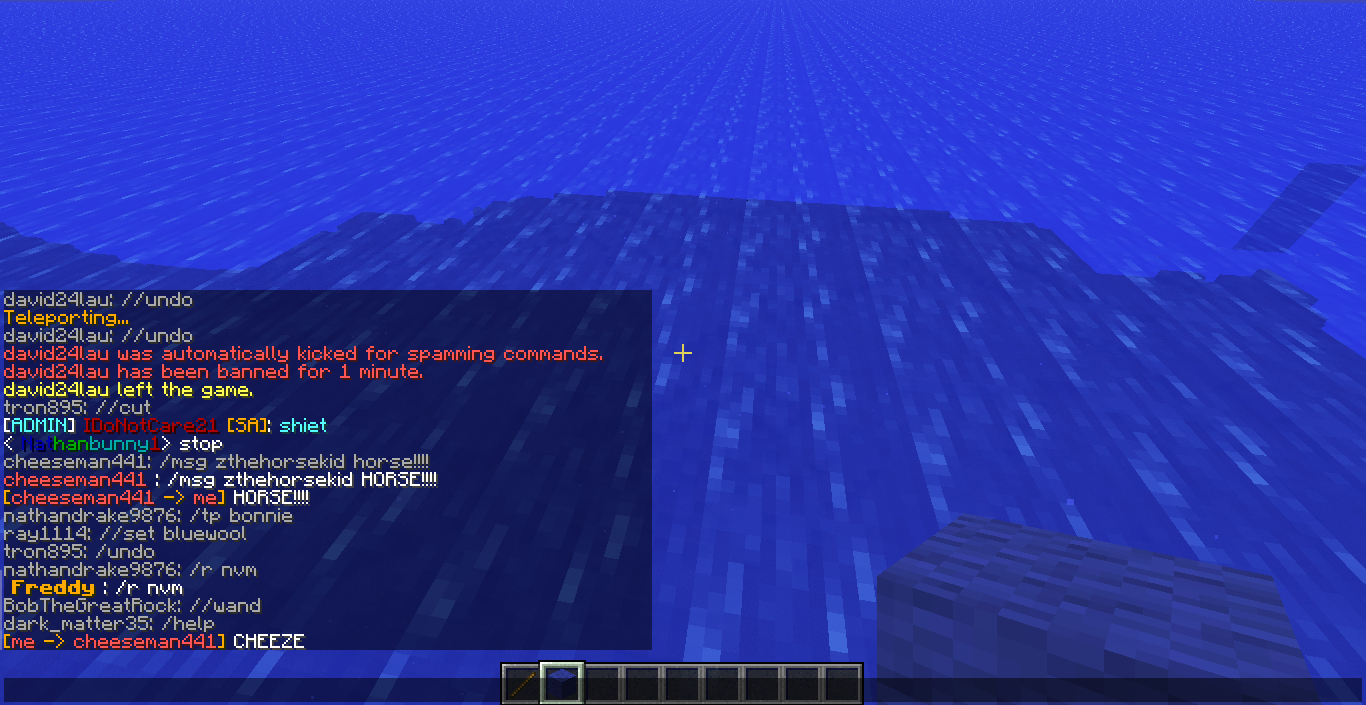 david24lau: //undo
Teleporting...
david24lau: //undo
david24lau was automatically kicked for spamming commands.
david24lau has been banned for 1 minute.
david24lau left the game.
tron895: //cut
[ADMIN] IDoNotCare21 [SA]: shiet
< Nathanbunny1> stop
cheeseman441: /msg zthehorsekid horse!!!!
cheeseman441 : /msg zthehorsekid HORSE!!!!
[cheeseman441 -> me] HORSE!!!!
nathandrake9876: /tp bonnie
ray1114: //set bluewool
tron895: /undo
nathandrake9876: /r nvm
Freddy : /r nvm
BobTheGreatRock: //wand
dark_matter35: /help
[me -> cheeseman441] CHEEZE